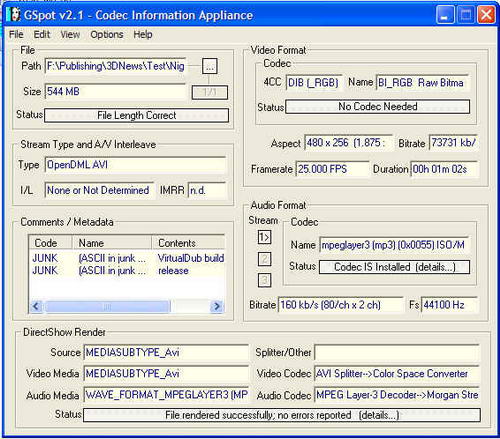 GSpot v2.1 - Codec Information Appliance
File Edit View Options Help
File
Path F:\Publishing\3DNews\Test\Nig ...
Size 544 MB 1/1
Status File Length Correct
Stream Type and A/V Interleave
Type OpenDML AVI
I/L None or Not Determined IMRR n.d.
Comments / Metadata
Code Name Contents
JUNK (ASCII in junk ... VirtualDub build
JUNK (ASCII in junk ... release
Video Format
Codec
4CC DIB (_RGB) Name BI_RGB Raw Bitma
Status No Codec Needed
Aspect 480 x 256 (1.875 : Bitrate 73731 kb/
Framerate 25.000 FPS Duration 00h 01m 02s
Audio Format
Stream
Codec
1>
2
3
Name mpeglayer3 (mp3) (0x0055) ISO/M
Status Codec IS Installed (details...)
Bitrate 160 kb/s (80/ch x 2 ch) Fs 44100 Hz
DirectShow Render
Source MEDIASUBTYPE_Avi Splitter/Other
Video Media MEDIASUBTYPE_Avi Video Codec AVI Splitter-->Color Space Converter
Audio Media WAVE_FORMAT_MPEGLAYER3 (MP Audio Codec MPEG Layer-3 Decoder-->Morgan Stre
Status File rendered successfully; no errors reported (details...)